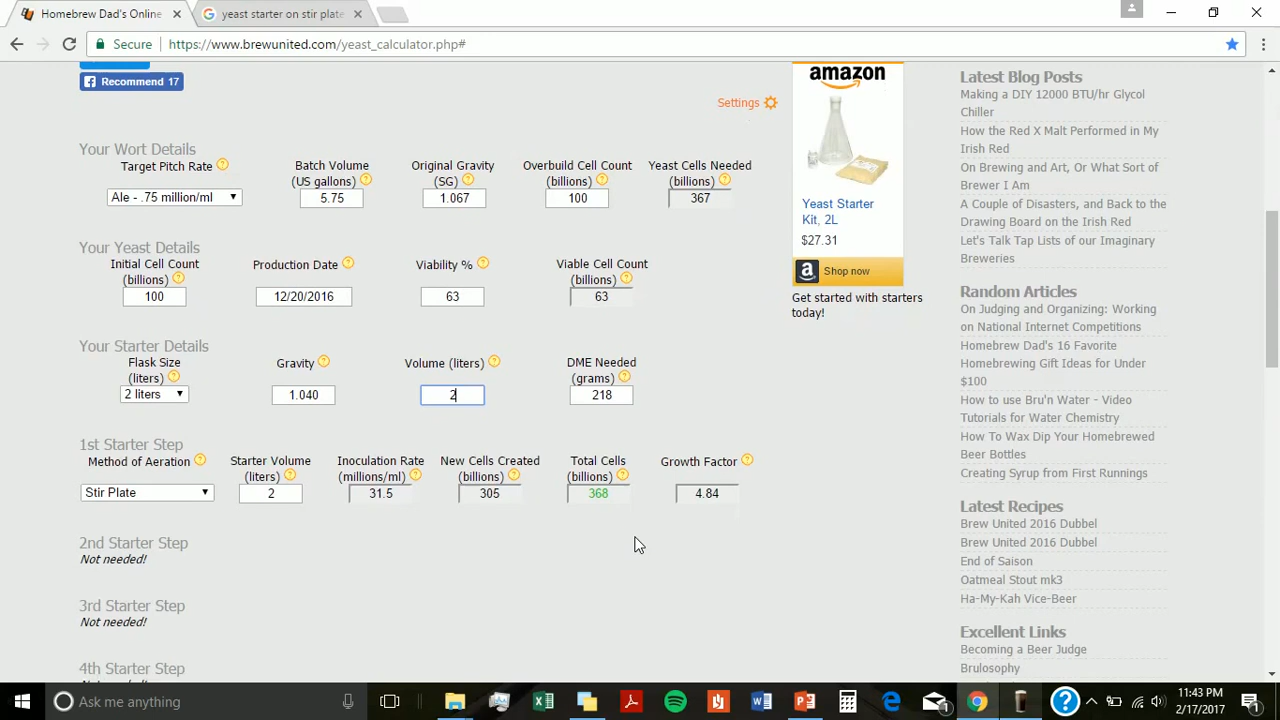 Homebrew Dad's Online
yeast starter on stir plate
Secure
https://www.brewunited.com/yeast_calculator.php#
Recommend 17
Settings
Your Wort Details
Target Pitch Rate ?
Batch Volume
(US gallons) ?
Original Gravity
(SG) ?
Overbuild Cell Count
(billions) ?
Yeast Cells Needed
(billions) ?
Ale - .75 million/ml
5.75
1.067
100
367
Your Yeast Details
Initial Cell Count
(billions) ?
Production Date ?
Viability % ?
Viable Cell Count
(billions) ?
100
12/20/2016
63
63
Your Starter Details
Flask Size
(liters) ?
Gravity ?
Volume (liters) ?
DME Needed
(grams) ?
2 liters
1.040
2
218
1st Starter Step
Method of Aeration ?
Starter Volume
(liters) ?
Inoculation Rate
(millions/ml) ?
New Cells Created
(billions) ?
Total Cells
(billions) ?
Growth Factor ?
Stir Plate
2
31.5
305
368
4.84
2nd Starter Step
Not needed!
3rd Starter Step
Not needed!
4th Starter Step
amazon
Yeast Starter
Kit, 2L
$27.31
Shop now
Get started with starters
today!
Latest Blog Posts
Making a DIY 12000 BTU/hr Glycol
Chiller
How the Red X Malt Performed in My
Irish Red
On Brewing and Art, Or What Sort of
Brewer I Am
A Couple of Disasters, and Back to the
Drawing Board on the Irish Red
Let's Talk Tap Lists of our Imaginary
Breweries
Random Articles
On Judging and Organizing: Working
on National Internet Competitions
Homebrew Dad's 16 Favorite
Homebrewing Gift Ideas for Under
$100
How to use Bru'n Water - Video
Tutorials for Water Chemistry
How To Wax Dip Your Homebrewed
Beer Bottles
Creating Syrup from First Runnings
Latest Recipes
Brew United 2016 Dubbel
Brew United 2016 Dubbel
End of Saison
Oatmeal Stout mk3
Ha-My-Kah Vice-Beer
Excellent Links
Becoming a Beer Judge
Brulosophy
Ask me anything
11:43 PM
2/17/2017